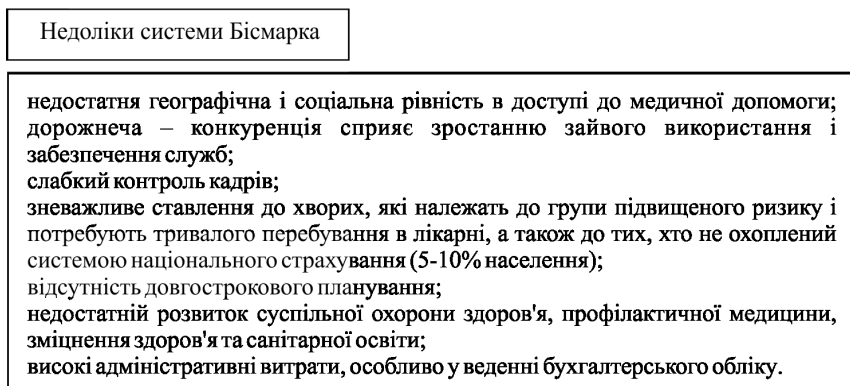 Недоліки системи Бісмарка
недостатня географічна і соціальна рівність в доступі до медичної допомоги;
дорожнеча – конкуренція сприяє зростанню зайвого використання і
забезпечення служб;
слабкий контроль кадрів;
зневажливе ставлення до хворих, які належать до групи підвищеного ризику і
потребують тривалого перебування в лікарні, а також до тих, хто не охоплений
системою національного страхування (5-10% населення);
відсутність довгострокового планування;
недостатній розвиток суспільної охорони здоров'я, профілактичної медицини,
зміцнення здоров'я та санітарної освіти;
високі адміністративні витрати, особливо у веденні бухгалтерського обліку.